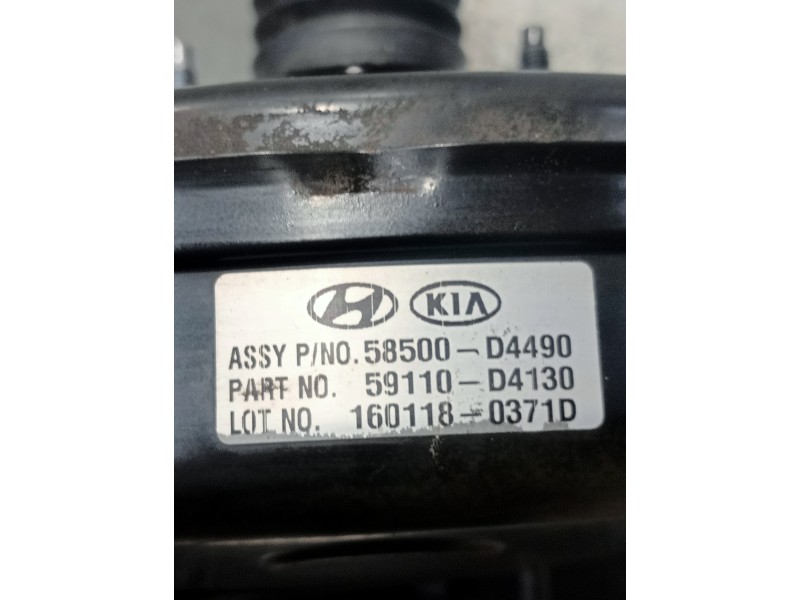 KIA
ASSY P/NO. 58500-D4490
PART NO. 59110-D4130
LOT NO. 160118-0371D